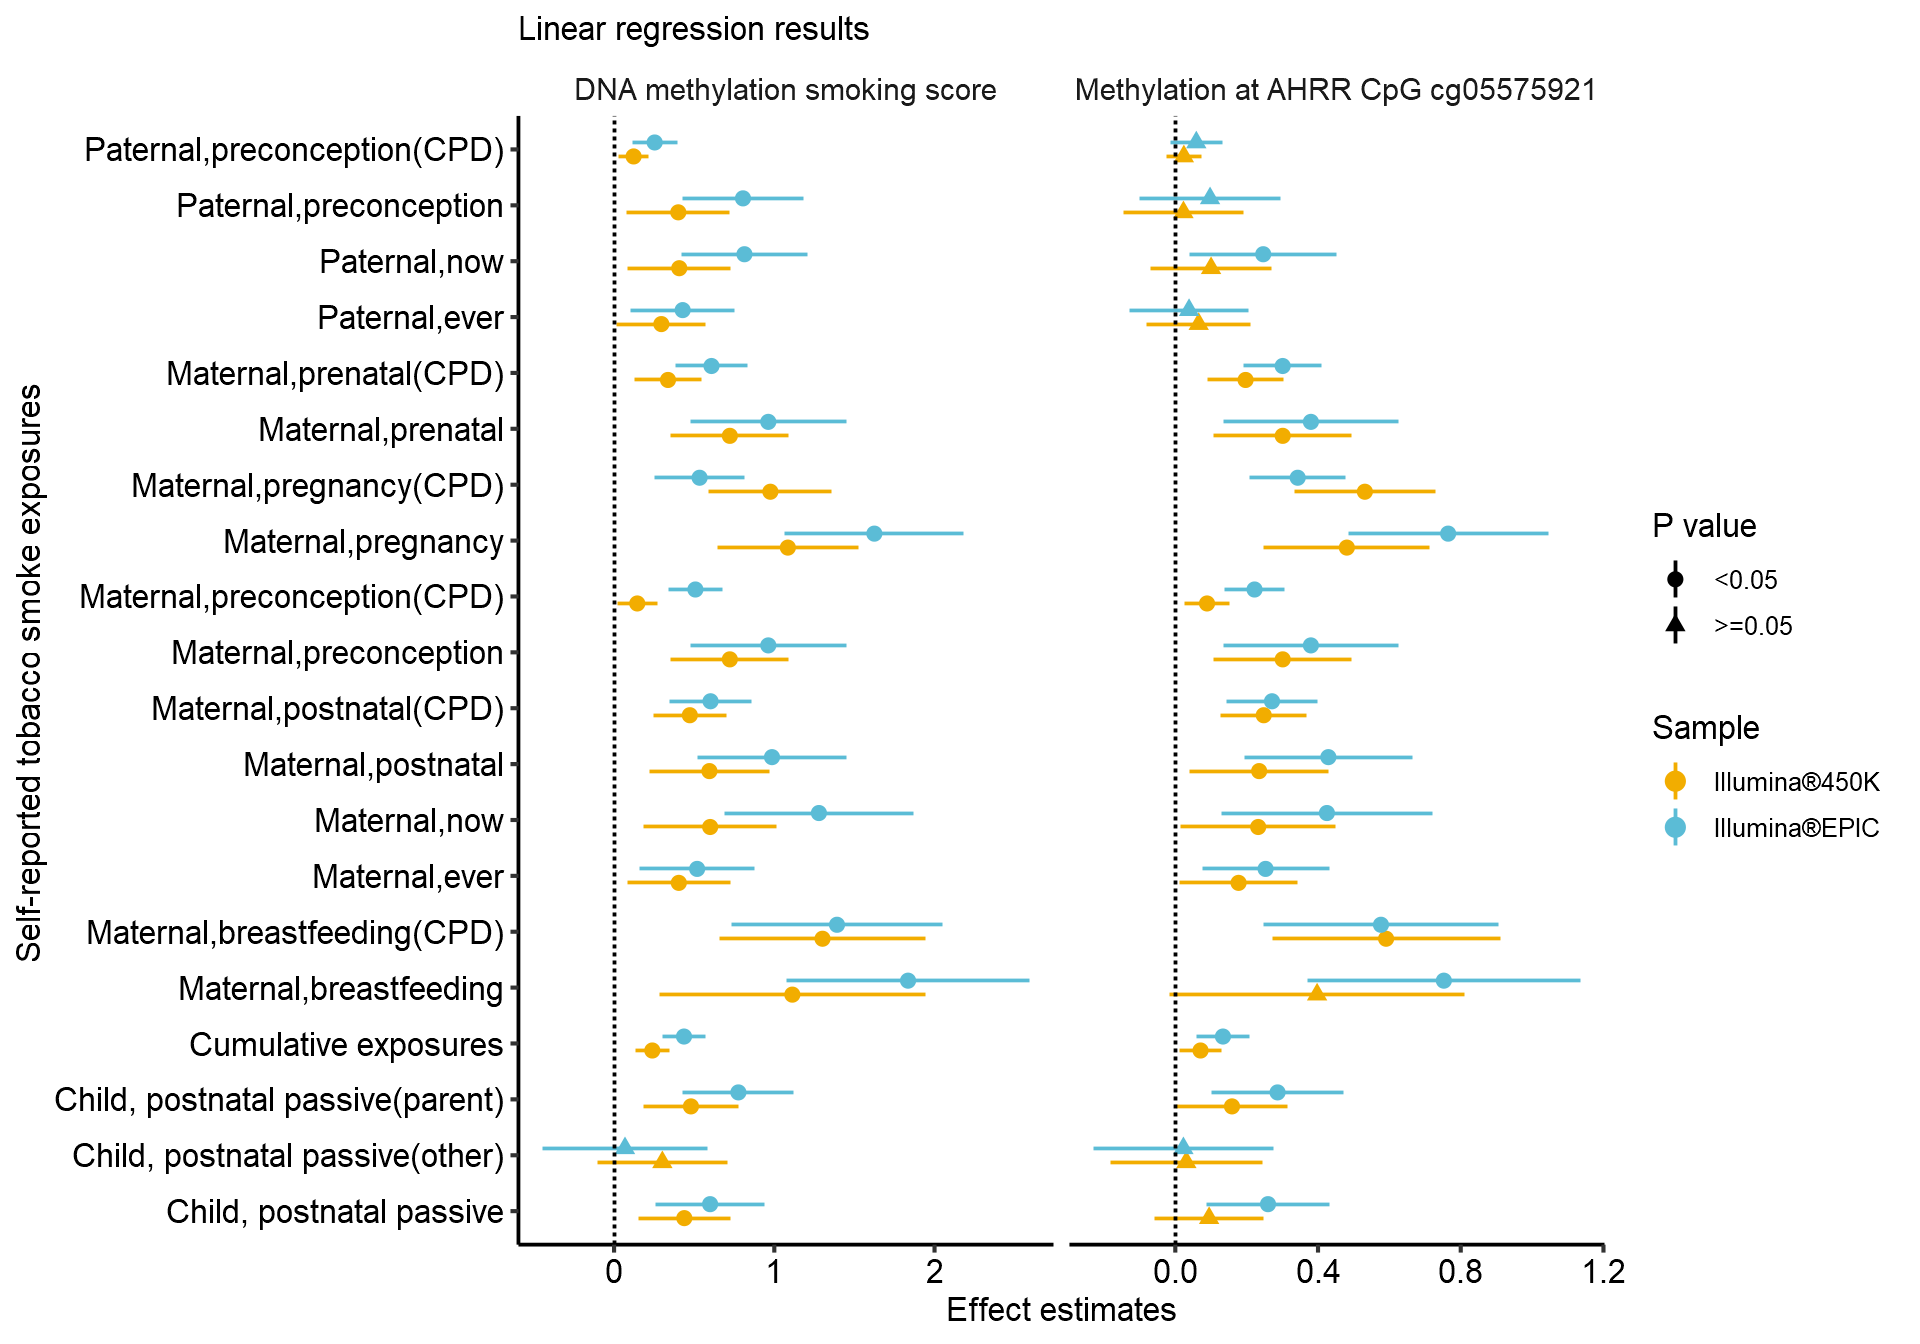 Linear regression results
DNA methylation smoking score
Methylation at AHRR CpG cg05575921
Self-reported tobacco smoke exposures
Paternal,preconception(CPD)
Paternal,preconception
Paternal,now
Paternal,ever
Maternal,prenatal(CPD)
Maternal,prenatal
Maternal,pregnancy(CPD)
Maternal,pregnancy
Maternal,preconception(CPD)
Maternal,preconception
Maternal,postnatal(CPD)
Maternal,postnatal
Maternal,now
Maternal,ever
Maternal,breastfeeding(CPD)
Maternal,breastfeeding
Cumulative exposures
Child, postnatal passive(parent)
Child, postnatal passive(other)
Child, postnatal passive
0 1 2
0.0 0.4 0.8 1.2
Effect estimates
P value
<0.05
>=0.05
Sample
Illumina®450K
Illumina®EPIC